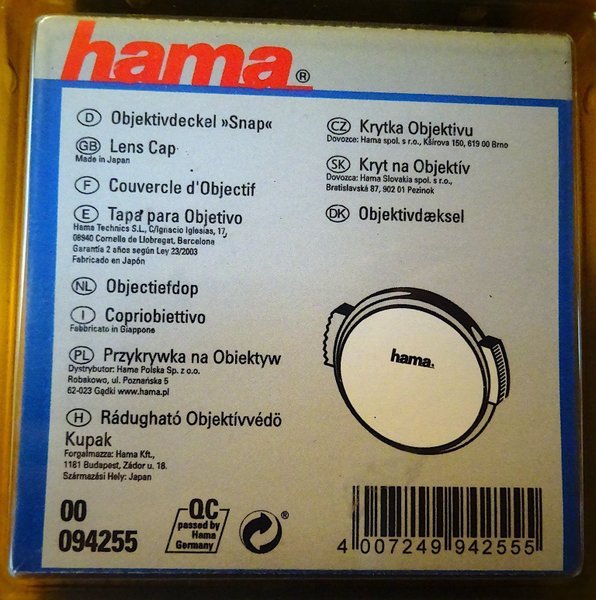 hama®
D Objektivdeckel »Snap«
GB Lens Cap
Made in Japan
F Couvercle d'Objectif
E Tapa para Objetivo
Hama Technics S.L., C/Ignacio Iglesias, 17,
08940 Cornella de Llobregat, Barcelona
Garantía 2 años según Ley 23/2003
Fabricado en Japón
NL Objectiefdop
I Copriobiettivo
Fabbricato in Giappone
PL Przykrywka na Obiektyw
Dystrybutor: Hama Polska Sp. z o.o.
Robakowo, ul. Poznańska 5
62-023 Gądki www.hama.pl
H Rádugható Objektívvédö
Kupak
Forgalmazza: Hama Kft.,
1181 Budapest, Zádor u. 18.
Származási Hely: Japan
CZ Krytka Objektivu
Dovozce: Hama spol. s r.o., Kšírova 150, 619 00 Brno
SK Kryt na Objektív
Dovozca: Hama Slovakia spol. s r.o.,
Bratislavská 87, 902 01 Pezinok
DK Objektivdæksel
hama®
00
094255
QC
passed by
Hama
Germany
®
4 007249 942555